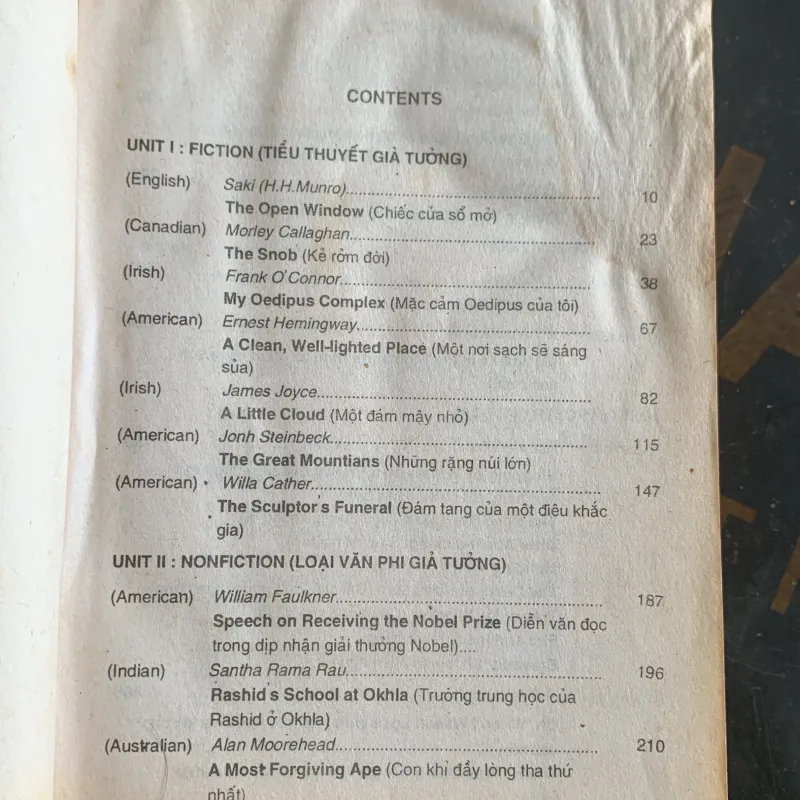 CONTENTS
UNIT I : FICTION (TIỂU THUYẾT GIẢ TƯỞNG)
(English) Saki (H.H.Munro)................................................ 10
The Open Window (Chiếc cửa sổ mở)
(Canadian) Morley Callaghan................................................ 23
The Snob (Kẻ rởm đời)
(Irish) Frank O'Connor................................................ 38
My Oedipus Complex (Mặc cảm Oedipus của tôi)
(American) Ernest Hemingway................................................ 67
A Clean, Well-lighted Place (Một nơi sạch sẽ sáng
sủa)
(Irish) James Joyce................................................ 82
A Little Cloud (Một đám mây nhỏ)
(American) Jonh Steinbeck................................................ 115
The Great Mountians (Những rặng núi lớn)
(American) Willa Cather................................................ 147
The Sculptor's Funeral (Đám tang của một điêu khắc
gia)
UNIT II : NONFICTION (LOẠI VĂN PHI GIẢ TƯỞNG)
(American) William Faulkner................................................ 187
Speech on Receiving the Nobel Prize (Diễn văn đọc
trong dịp nhận giải thưởng Nobel)....
(Indian) Santha Rama Rau................................................ 196
Rashid's School at Okhla (Trường trung học của
Rashid ở Okhla)
(Australian) Alan Moorehead................................................ 210
A Most Forgiving Ape (Con khỉ đầy lòng tha thứ
nhất)